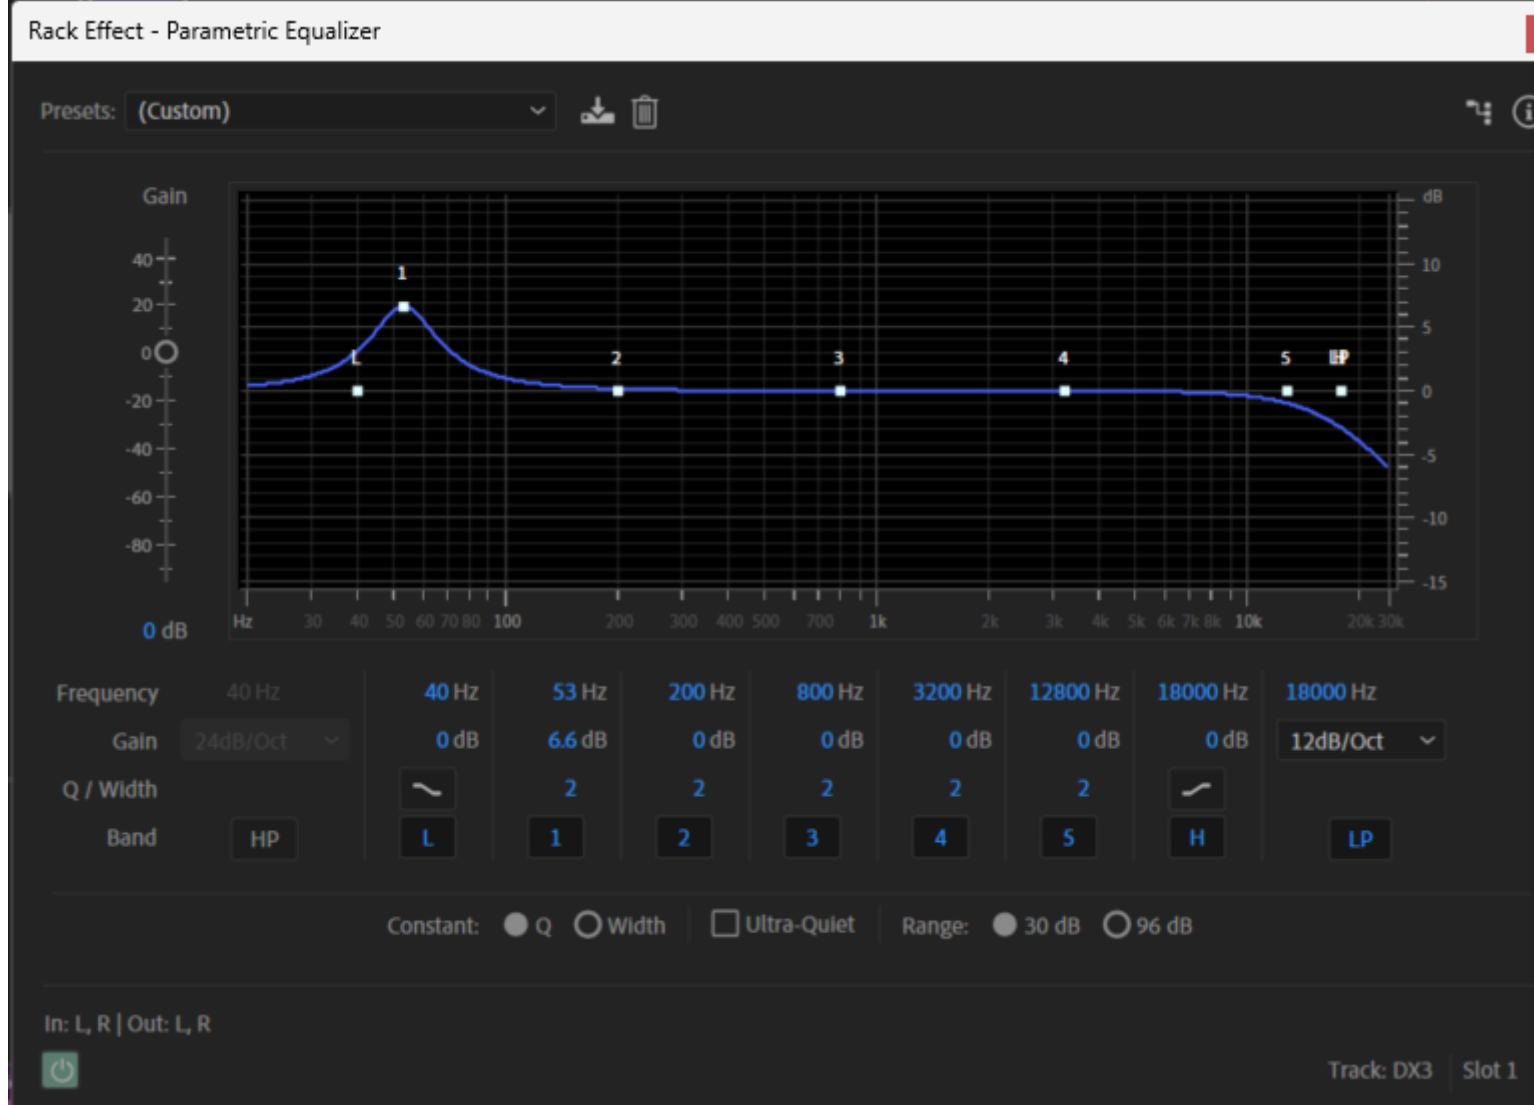 Rack Effect - Parametric Equalizer
Presets: (Custom)
Gain
dB
40
20
0
-20
-40
-60
-80
0 dB
1
L
2
3
4
5
10
5
0
-5
-10
-15
Hz 30 40 50 60 70 80 100 200 300 400 500 700 1k 2k 3k 4k 5k 6k 7k 8k 10k 20k 30k
Frequency 40 Hz 40 Hz 53 Hz 200 Hz 800 Hz 3200 Hz 12800 Hz 18000 Hz 18000 Hz
Gain 24dB/Oct 0 dB 6.6 dB 0 dB 0 dB 0 dB 0 dB 0 dB 12dB/Oct
Q / Width 2 2 2 2 2
Band HP L 1 2 3 4 5 H LP
Constant: Q Width Ultra-Quiet Range: 30 dB 96 dB
In: L, R | Out: L, R
Track: DX3 Slot 1